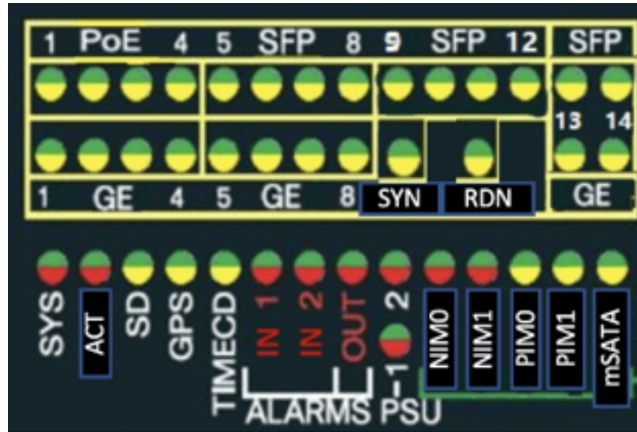 1 PoE 4 5 SFP 8 9 SFP 12 SFP
13 14
1 GE 4 5 GE 8 SYN RDN GE
SYS ACT SD GPS TIMECD IN 1 IN 2 OUT 2 NIM0 NIM1 PIM0 PIM1 mSATA
1
ALARMS PSU